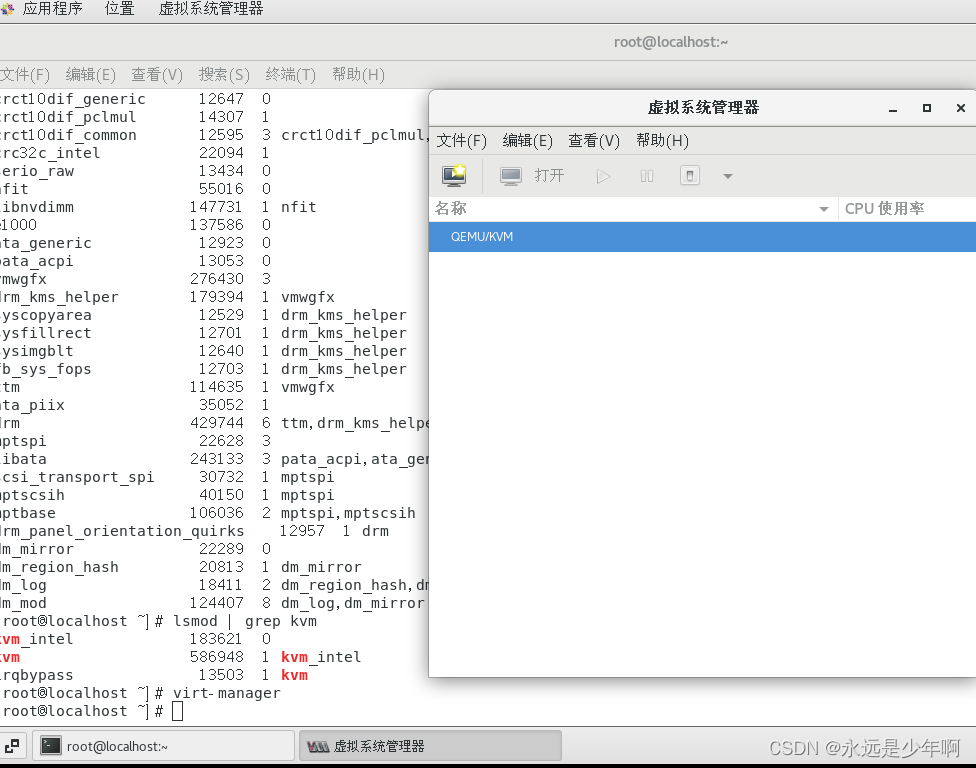 应用程序 位置 虚拟系统管理器
root@localhost:~
文件(F) 编辑(E) 查看(V) 搜索(S) 终端(T) 帮助(H)
crct10dif_generic 12647 0
crct10dif_pclmul 14307 1
crct10dif_common 12595 3 crct10dif_pclmul,
crc32c_intel 22094 1
serio_raw 13434 0
nfit 55016 0
libnvdimm 147731 1 nfit
e1000 137586 0
ata_generic 12923 0
pata_acpi 13053 0
vmwgfx 276430 3
drm_kms_helper 179394 1 vmwgfx
syscopyarea 12529 1 drm_kms_helper
sysfillrect 12701 1 drm_kms_helper
sysimgblt 12640 1 drm_kms_helper
fb_sys_fops 12703 1 drm_kms_helper
ttm 114635 1 vmwgfx
ata_piix 35052 1
drm 429744 6 ttm,drm_kms_helpe
mptspi 22628 3
libata 243133 3 pata_acpi,ata_ge
scsi_transport_spi 30732 1 mptspi
mptscsih 40150 1 mptspi
mptbase 106036 2 mptspi,mptscsih
drm_panel_orientation_quirks 12957 1 drm
dm_mirror 22289 0
dm_region_hash 20813 1 dm_mirror
dm_log 18411 2 dm_region_hash,d
dm_mod 124407 8 dm_log,dm_mirror
root@localhost ~]# lsmod | grep kvm
kvm_intel 183621 0
kvm 586948 1 kvm_intel
irqbypass 13503 1 kvm
root@localhost ~]# virt-manager
root@localhost ~]#
虚拟系统管理器
文件(F) 编辑(E) 查看(V) 帮助(H)
打开
名称 CPU 使用率
QEMU/KVM
root@localhost:~ 虚拟系统管理器
CSDN @永远是少年啊